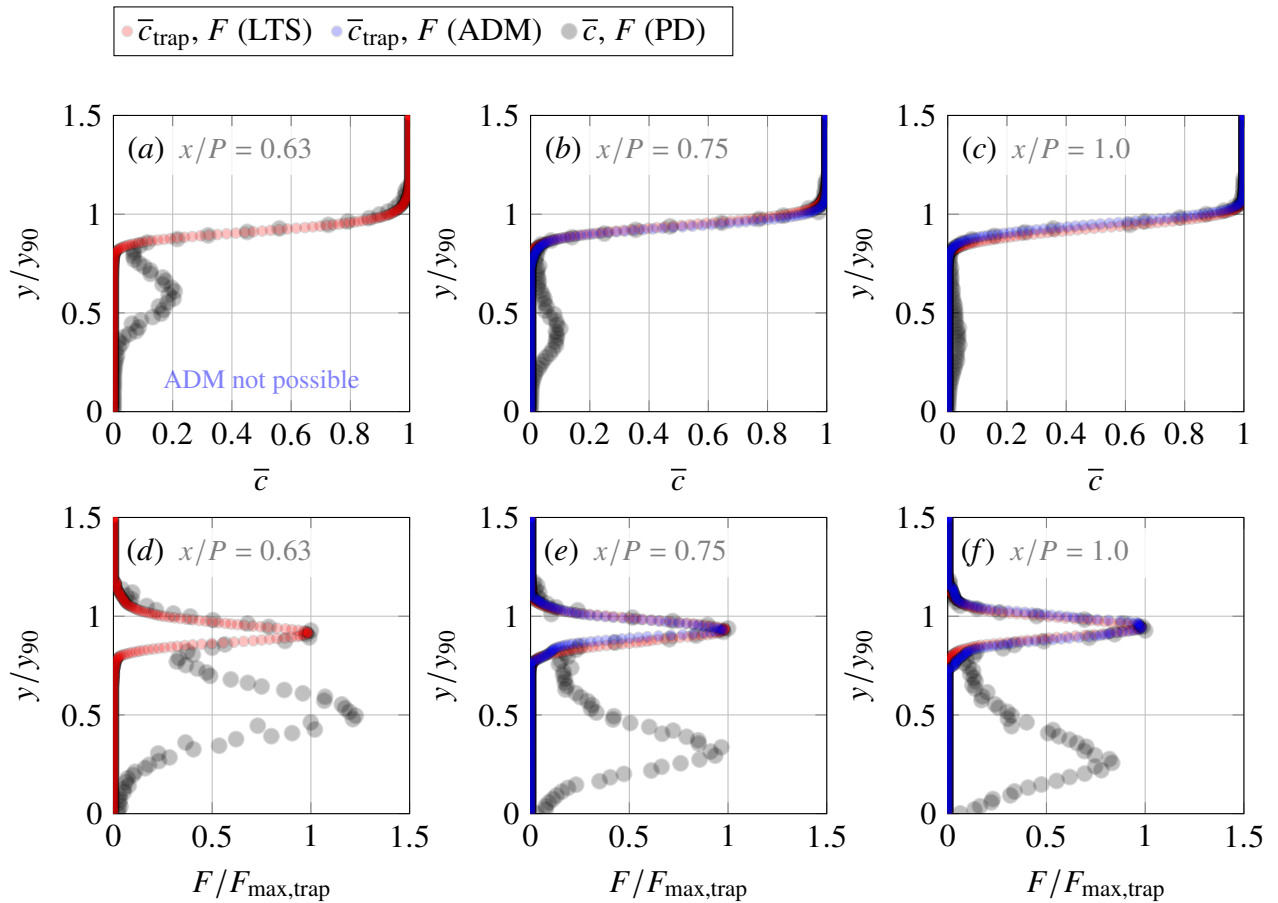 c̅trap, F (LTS) c̅trap, F (ADM) c̅, F (PD)
(a) x/P = 0.63
(b) x/P = 0.75
(c) x/P = 1.0
1.5
1
0.5
0
y/y90
ADM not possible
0 0.2 0.4 0.6 0.8 1
c̅
1.5
1
0.5
0
y/y90
0 0.2 0.4 0.6 0.8 1
c̅
1.5
1
0.5
0
y/y90
0 0.2 0.4 0.6 0.8 1
c̅
(d) x/P = 0.63
(e) x/P = 0.75
(f) x/P = 1.0
1.5
1
0.5
0
y/y90
0 0.5 1 1.5
F/Fmax,trap
1.5
1
0.5
0
y/y90
0 0.5 1 1.5
F/Fmax,trap
1.5
1
0.5
0
y/y90
0 0.5 1 1.5
F/Fmax,trap